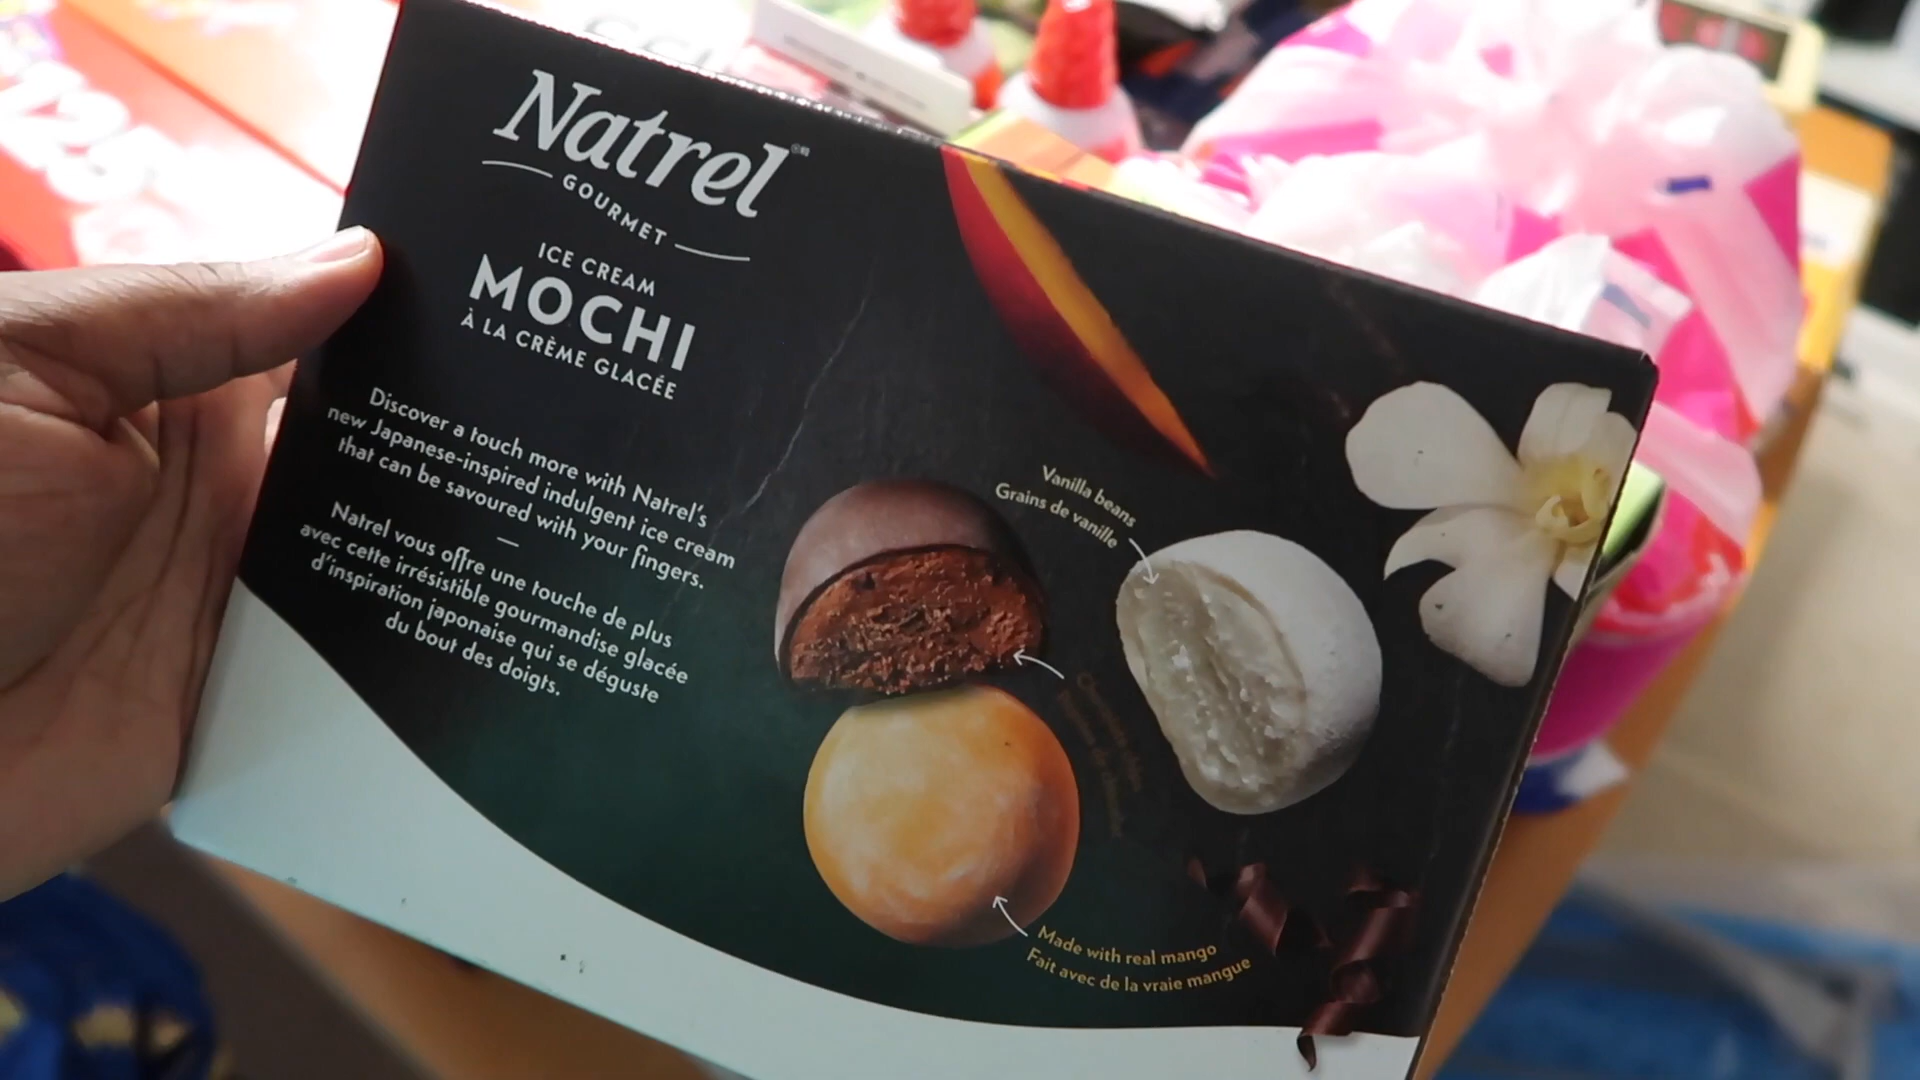 Natrel
GOURMET
ICE CREAM
MOCHI
À LA CRÈME GLACÉE
Discover a touch more with Natrel's
new Japanese-inspired indulgent ice cream
that can be savoured with your fingers.
—
Natrel vous offre une touche de plus
avec cette irrésistible gourmandise glacée
d'inspiration japonaise qui se déguste
du bout des doigts.
Vanilla beans
Grains de vanille
Made with real mango
Fait avec de la vraie mangue